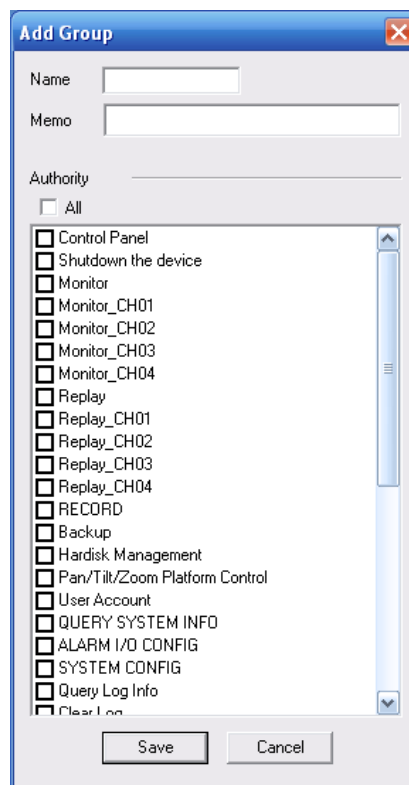 Add Group
Name
Memo
Authority
All
Control Panel
Shutdown the device
Monitor
Monitor_CH01
Monitor_CH02
Monitor_CH03
Monitor_CH04
Replay
Replay_CH01
Replay_CH02
Replay_CH03
Replay_CH04
RECORD
Backup
Hardisk Management
Pan/Tilt/Zoom Platform Control
User Account
QUERY SYSTEM INFO
ALARM I/O CONFIG
SYSTEM CONFIG
Query Log Info
Clear Log
Save Cancel